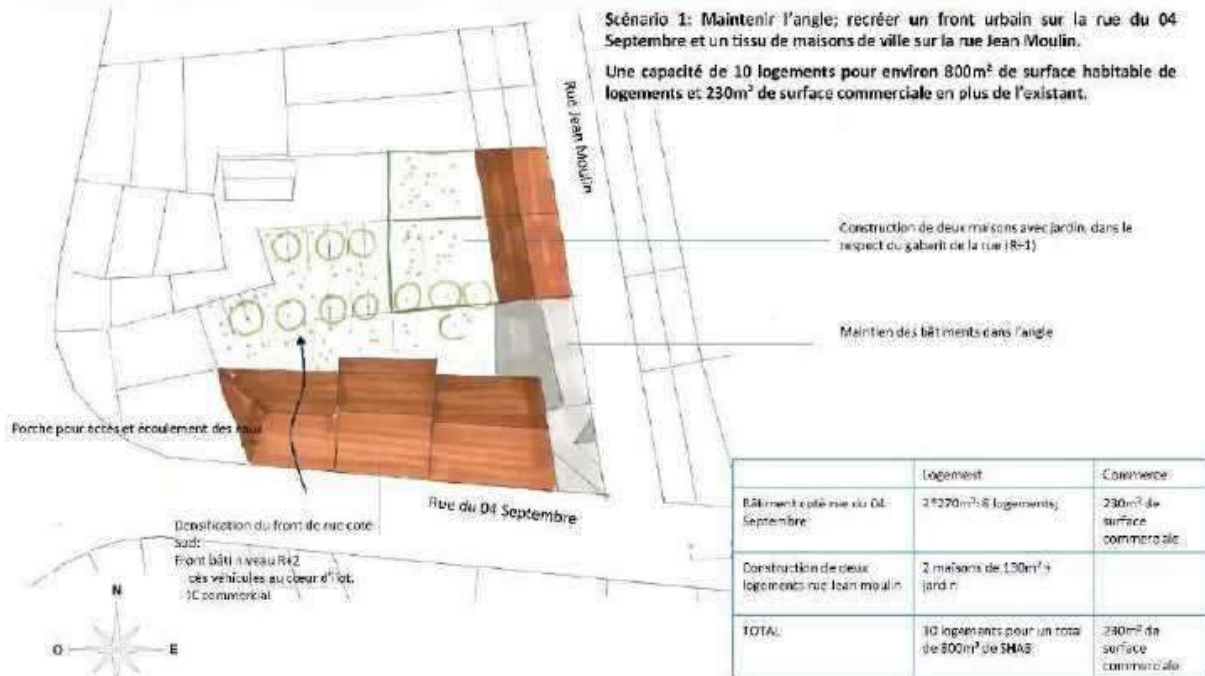 Scénario 1: Maintenir l'angle; recréer un front urbain sur la rue du 04
Septembre et un tissu de maisons de ville sur la rue Jean Moulin.
Une capacité de 10 logements pour environ 800m² de surface habitable de
logements et 230m² de surface commerciale en plus de l'existant.
Rue Jean Moulin
Construction de deux maisons avec jardin, dans le
respect du gabarit de la rue (R+1)
Maintien des bâtiments dans l'angle
Porche pour accès et écoulement des eaux
Rue du 04 Septembre
Densification du front de rue coté
Sud:
Front bâti niveau R+2
cès véhicules au cœur d'ilot.
commercial
N
O
E
Logement
Commerce
Bâtiment coté rue du 04
Septembre
2*270m²: 8 logements;
230m² de
surface
commerciale
Construction de deux
logements rue Jean moulin
2 maisons de 130m² +
jardin
TOTAL
10 logements pour un total
de 800m² de SHAB
230m² de
surface
commerciale